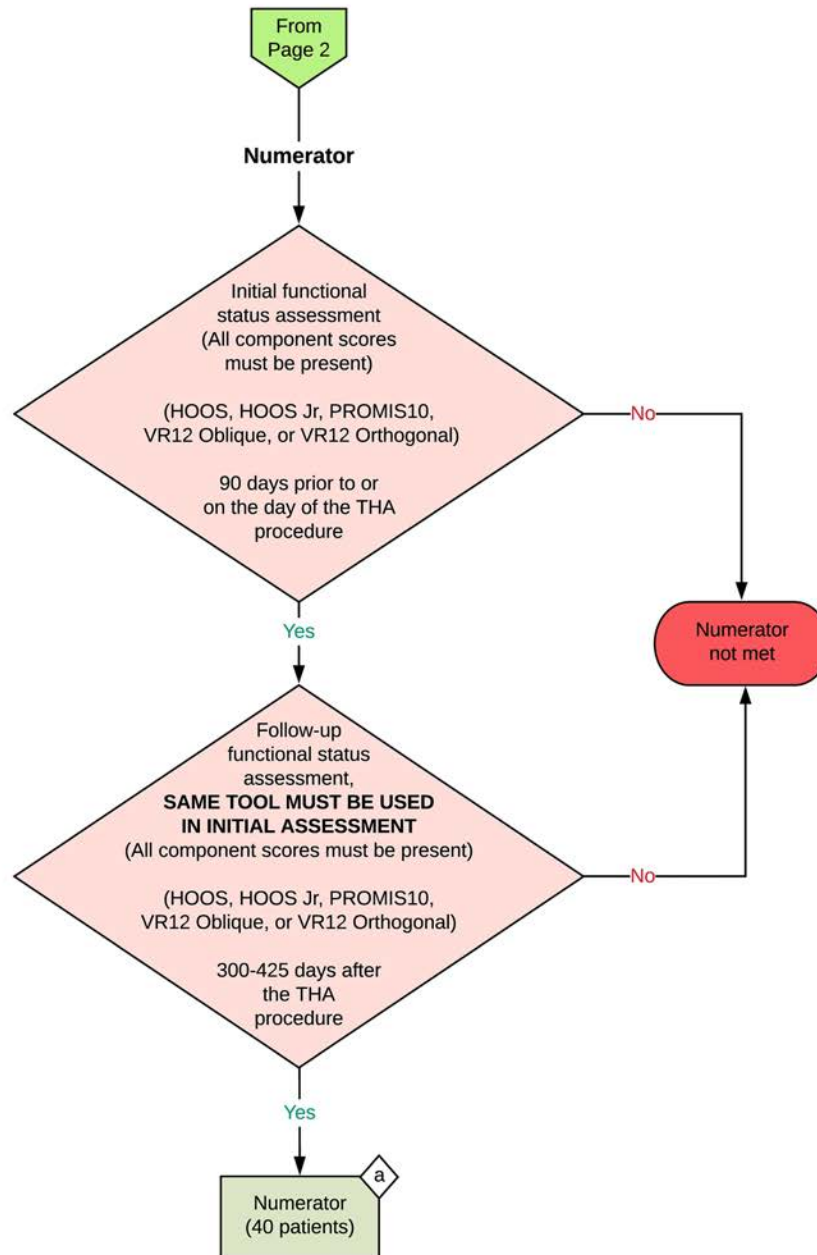 From
Page 2
Numerator
Initial functional
status assessment
(All component scores
must be present)
(HOOS, HOOS Jr, PROMIS10,
VR12 Oblique, or VR12 Orthogonal)
90 days prior to or
on the day of the THA
procedure
No
Yes
Numerator
not met
Follow-up
functional status
assessment,
SAME TOOL MUST BE USED
IN INITIAL ASSESSMENT
(All component scores must be present)
(HOOS, HOOS Jr, PROMIS10,
VR12 Oblique, or VR12 Orthogonal)
300-425 days after
the THA
procedure
No
Yes
a
Numerator
(40 patients)